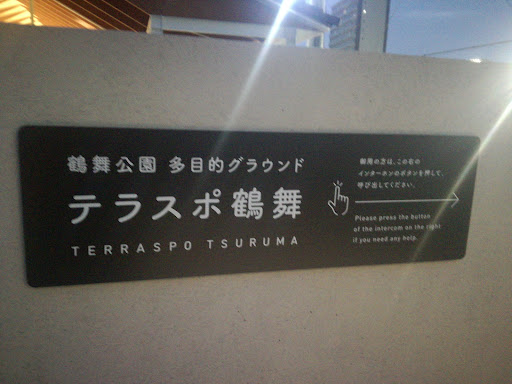 鶴舞公園 多目的グラウンド
テラスポ鶴舞
TERRASPO TSURUMA
御用の方は、この右の
インターホンのボタンを押して、
呼び出してください。
Please press the button
of the intercom on the right
if you need any help.